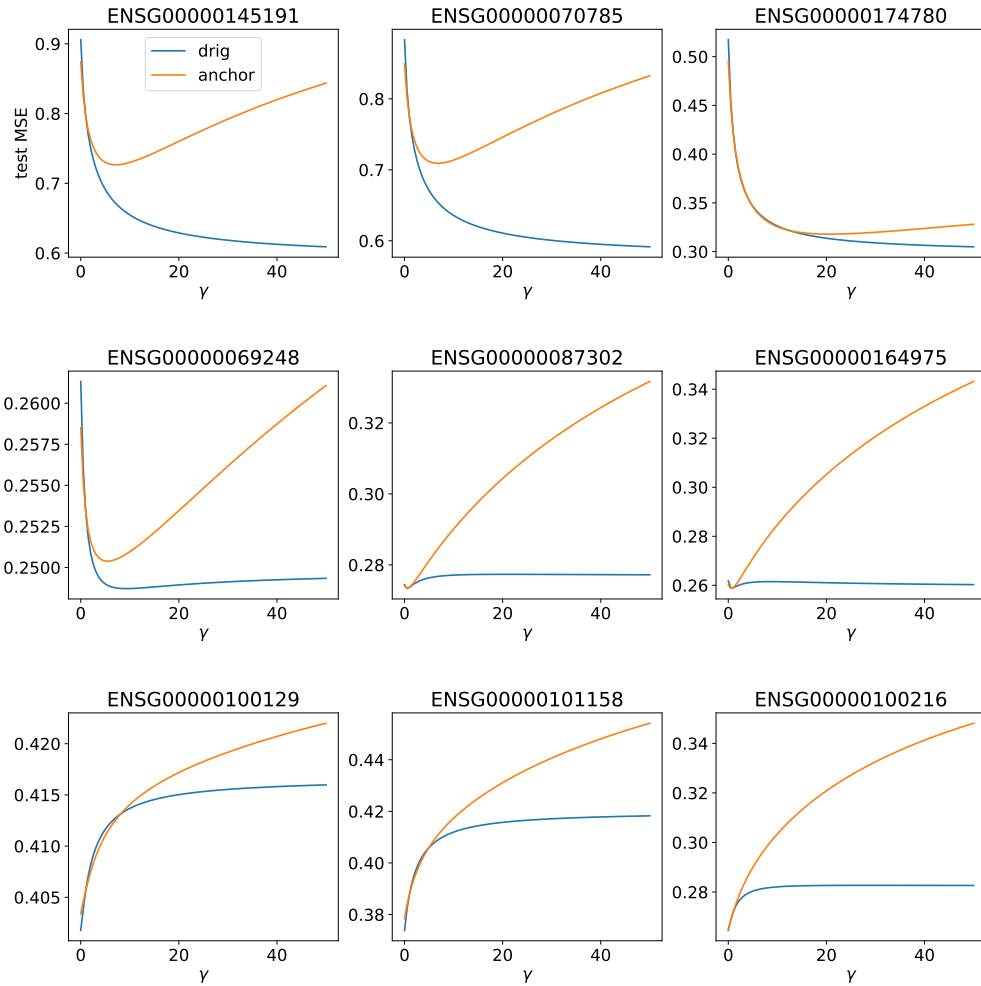 ENSG00000145191
ENSG00000070785
ENSG00000174780
test MSE
drig
anchor
0.9
0.8
0.7
0.6
0 20 40
γ
0.8
0.7
0.6
0 20 40
γ
0.50
0.45
0.40
0.35
0.30
0 20 40
γ
ENSG00000069248
ENSG00000087302
ENSG00000164975
0.2600
0.2575
0.2550
0.2525
0.2500
0 20 40
γ
0.32
0.30
0.28
0 20 40
γ
0.34
0.32
0.30
0.28
0.26
0 20 40
γ
ENSG00000100129
ENSG00000101158
ENSG00000100216
0.420
0.415
0.410
0.405
0 20 40
γ
0.44
0.42
0.40
0.38
0 20 40
γ
0.34
0.32
0.30
0.28
0 20 40
γ